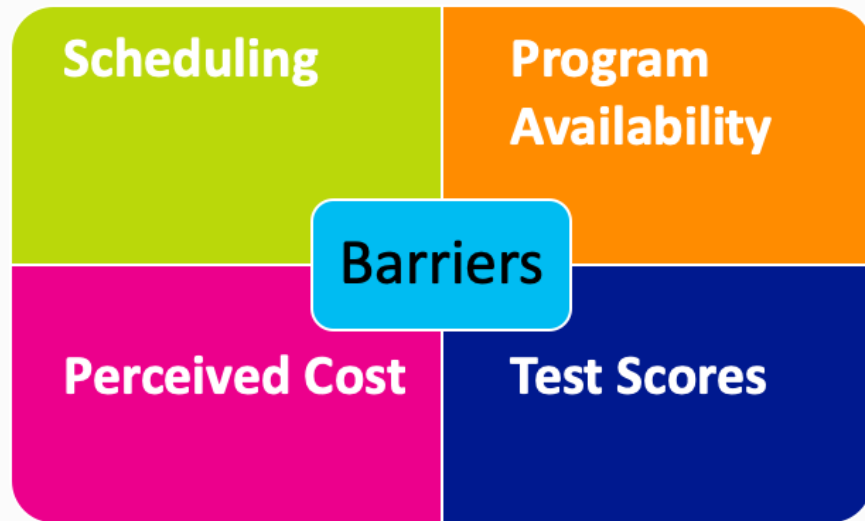 Scheduling
Program
Availability
Barriers
Perceived Cost
Test Scores